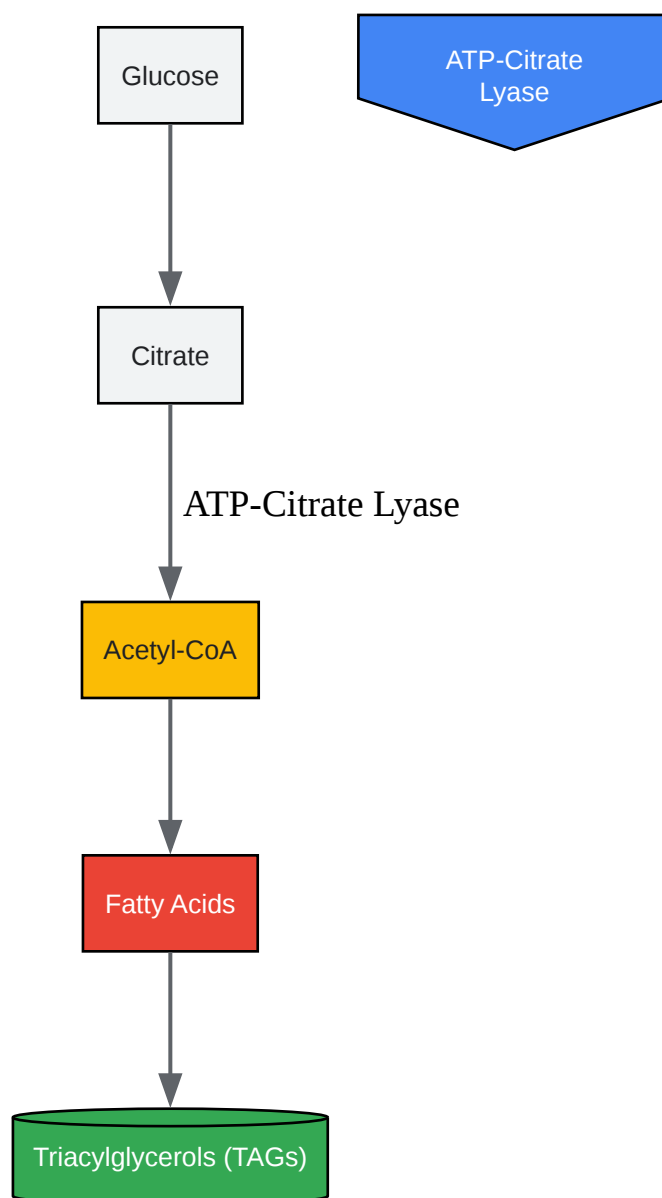 Glucose
ATP-Citrate
Lyase
Citrate
ATP-Citrate Lyase
Acetyl-CoA
Fatty Acids
Triacylglycerols (TAGs)